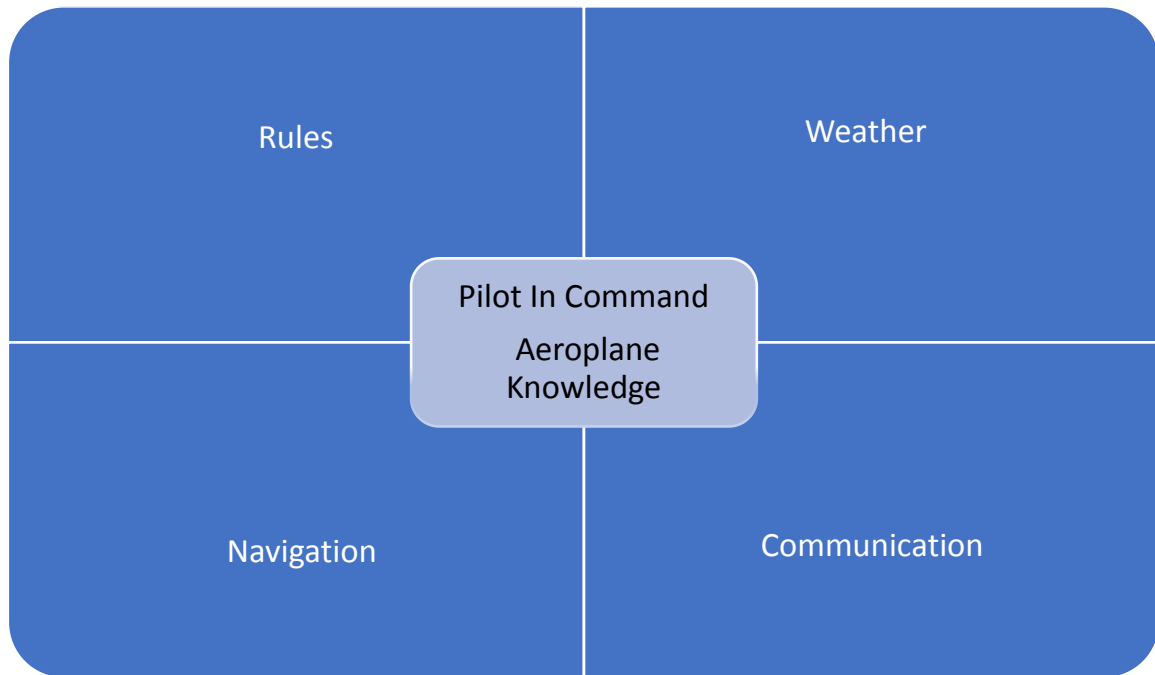 Rules
Weather
Pilot In Command
Aeroplane
Knowledge
Navigation
Communication